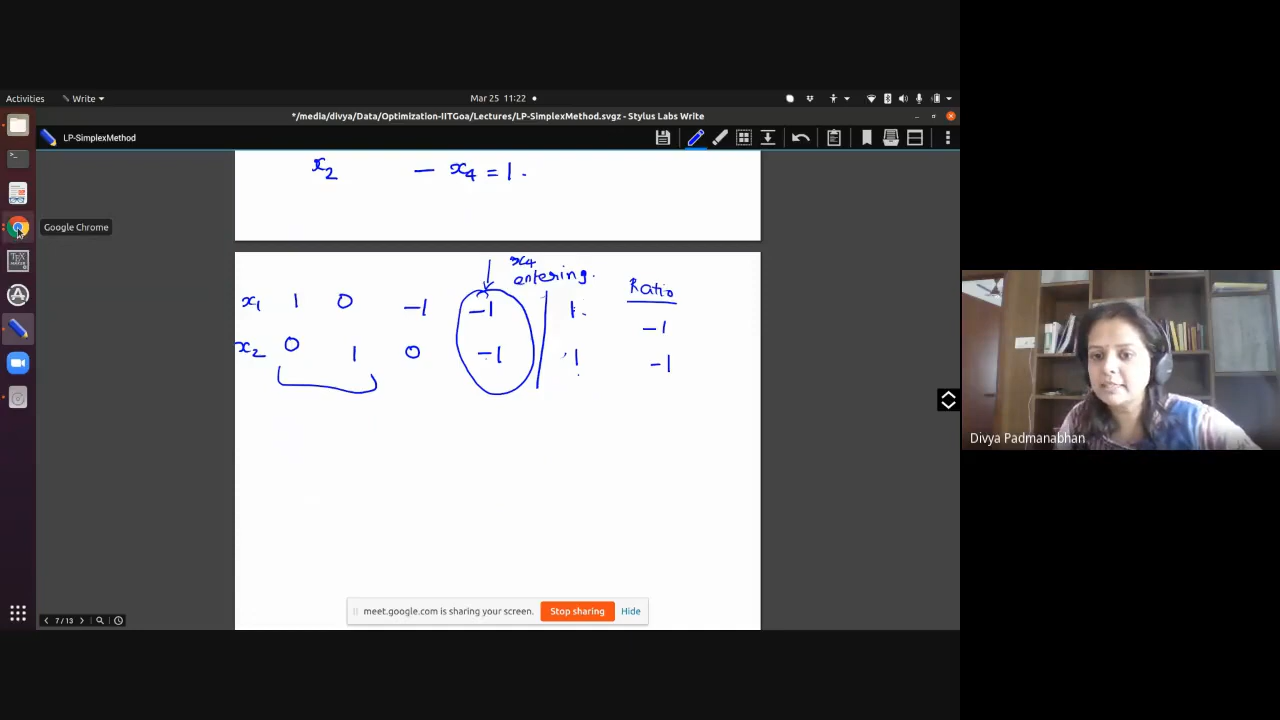 Activities Write Mar 25 11:22
*/media/divya/Data/Optimization-IITGoa/Lectures/LP-SimplexMethod.svgz - Stylus Labs Write
LP-SimplexMethod
x₂ − x₄ = 1.
Google Chrome
x₄
entering.
Ratio
x₁ 1 0 −1 −1 1.
−1
x₂ 0 1 0 −1 1
−1
Divya Padmanabhan
meet.google.com is sharing your screen. Stop sharing Hide
7 / 13